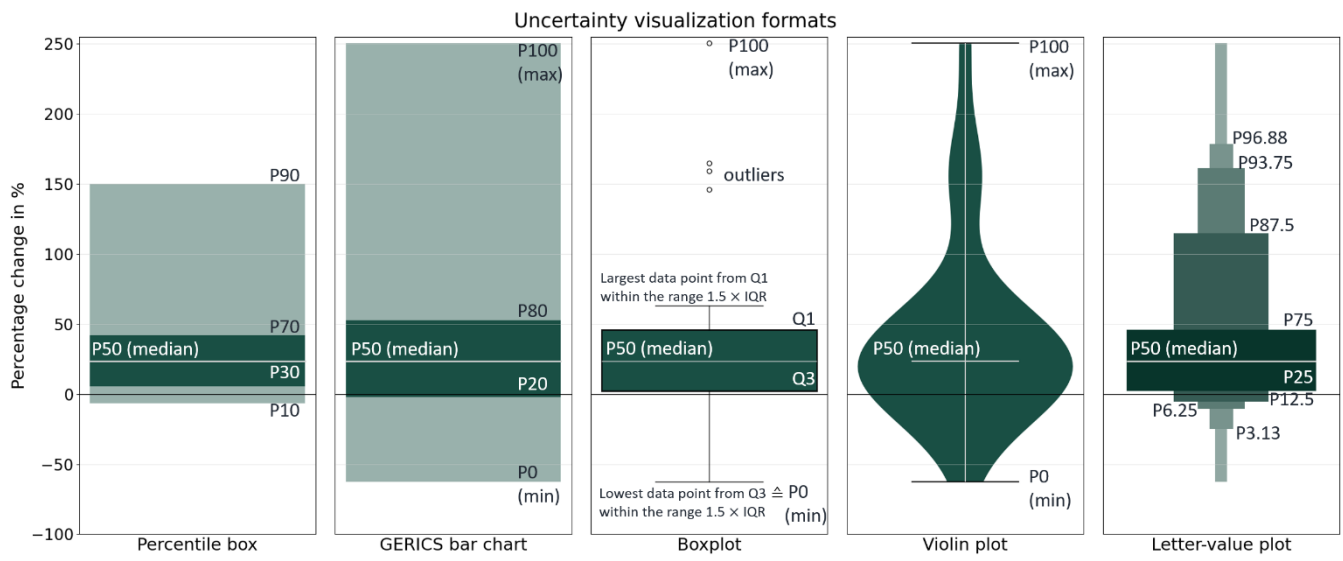 Uncertainty visualization formats
Percentage change in %
250
200
150
100
50
0
−50
−100
P90
P70
P50 (median)
P30
P10
Percentile box
P100
(max)
P80
P50 (median)
P20
P0
(min)
GERICS bar chart
P100
(max)
outliers
Largest data point from Q1
within the range 1.5 × IQR
Q1
P50 (median)
Q3
Lowest data point from Q3 ≙ P0
within the range 1.5 × IQR (min)
Boxplot
P100
(max)
P50 (median)
P0
(min)
Violin plot
P96.88
P93.75
P87.5
P75
P50 (median)
P25
P12.5
P6.25
P3.13
Letter-value plot